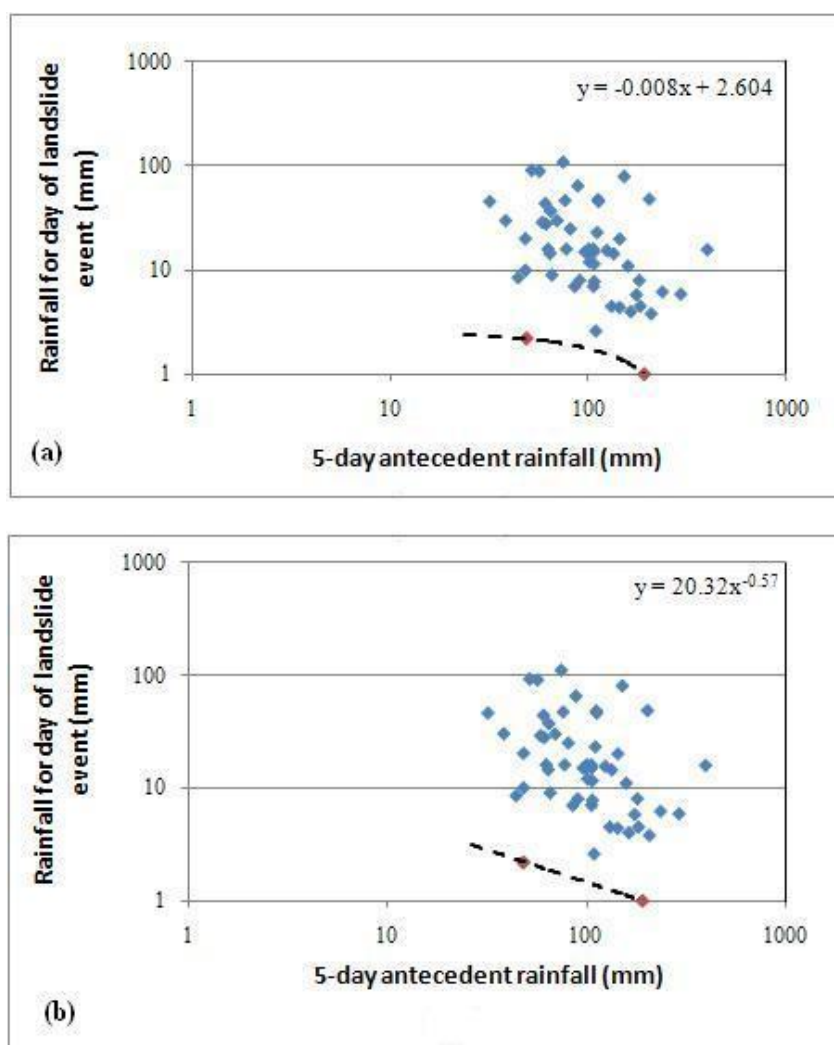 Rainfall for day of landslide
event (mm)
1000
100
10
1
y = -0.008x + 2.604
1
10
100
1000
5-day antecedent rainfall (mm)
(a)
Rainfall for day of landslide
event (mm)
1000
100
10
1
y = 20.32x^-0.57
1
10
100
1000
5-day antecedent rainfall (mm)
(b)